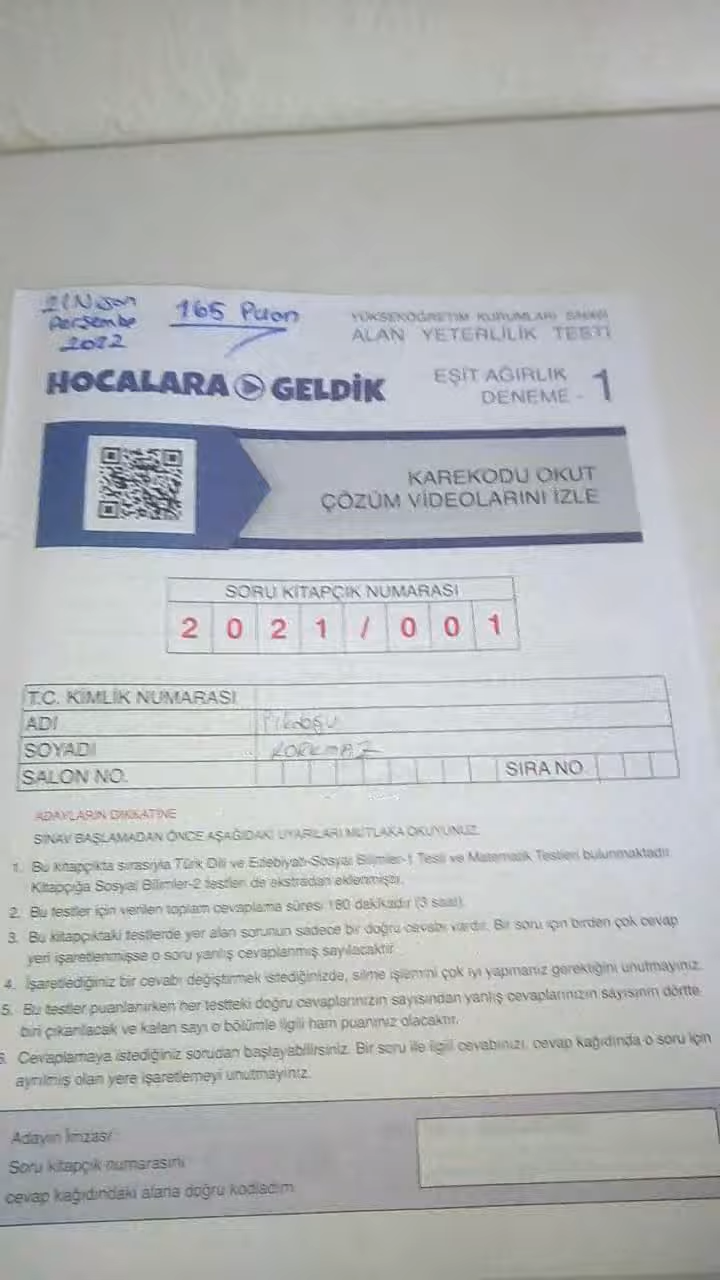 21 Nisan
Perşembe
2022
165 Puan
YÜKSEKÖĞRETİM KURUMLARI SINAVI
ALAN YETERLİLİK TESTİ
HOCALARA GELDİK
EŞİT AĞIRLIK
DENEME - 1
KAREKODU OKUT
ÇÖZÜM VİDEOLARINI İZLE
SORU KİTAPÇIK NUMARASI
2 0 2 1 / 0 0 1
T.C. KİMLİK NUMARASI
ADI
SOYADI KORKMAZ
SALON NO. SIRA NO
ADAYLARIN DİKKATİNE
SINAV BAŞLAMADAN ÖNCE AŞAĞIDAKİ UYARILARI MUTLAKA OKUYUNUZ.
1. Bu kitapçıkta sırasıyla Türk Dili ve Edebiyatı-Sosyal Bilimler-1 Testi ve Matematik Testleri bulunmaktadır.
Kitapçığa Sosyal Bilimler-2 testleri de ekstradan eklenmiştir.
2. Bu testler için verilen toplam cevaplama süresi 180 dakikadır (3 saat).
3. Bu kitapçıktaki testlerde yer alan sorunun sadece bir doğru cevabı vardır. Bir soru için birden çok cevap
yeri işaretlenmişse o soru yanlış cevaplanmış sayılacaktır.
4. İşaretlediğiniz bir cevabı değiştirmek istediğinizde, silme işlemini çok iyi yapmanız gerektiğini unutmayınız.
5. Bu testler puanlanırken her testteki doğru cevaplarınızın sayısından yanlış cevaplarınızın sayısının dörtte
biri çıkarılacak ve kalan sayı o bölümle ilgili ham puanınız olacaktır.
6. Cevaplamaya istediğiniz sorudan başlayabilirsiniz. Bir soru ile ilgili cevabınızı, cevap kağıdında o soru için
ayrılmış olan yere işaretlemeyi unutmayınız.
Adayın İmzası:
Soru kitapçık numarasını
cevap kağıdındaki alana doğru kodladım.